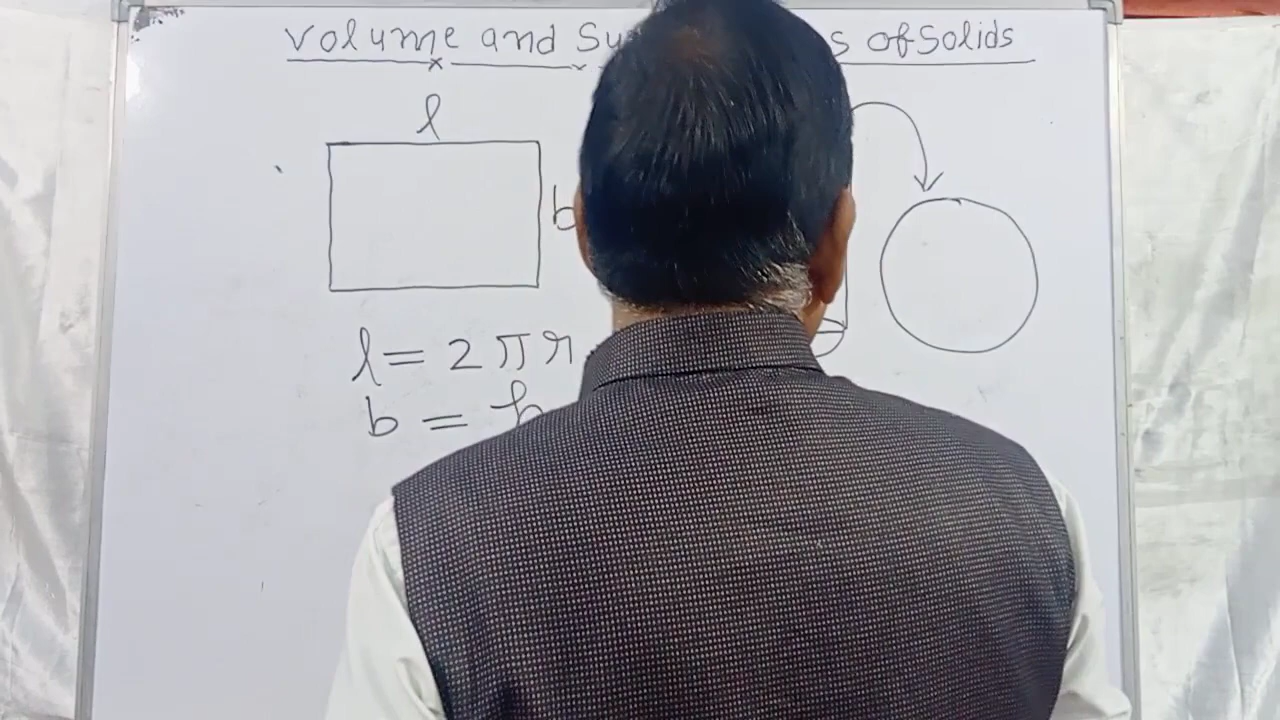 Volume and Su s of Solids
l
b
l = 2πr
b = h